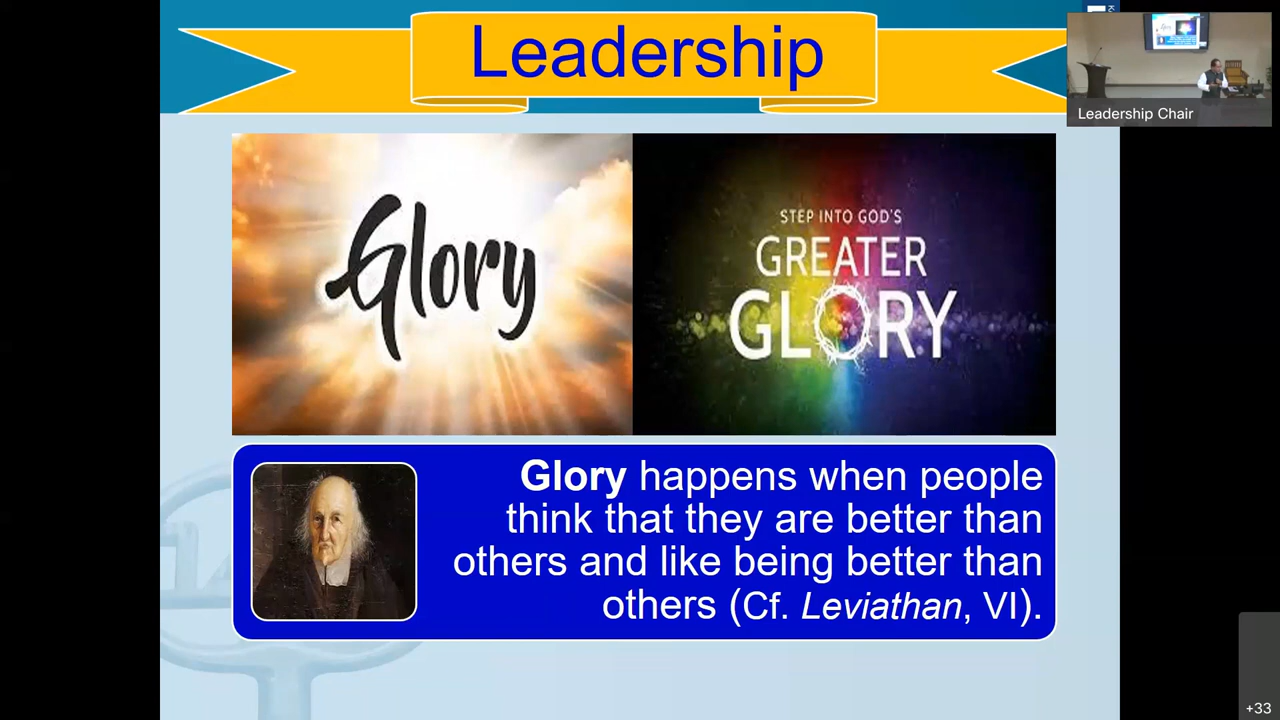 Leadership
Leadership Chair
Glory
STEP INTO GOD'S
GREATER
GLORY
Glory happens when people
think that they are better than
others and like being better than
others (Cf. Leviathan, VI).
+33